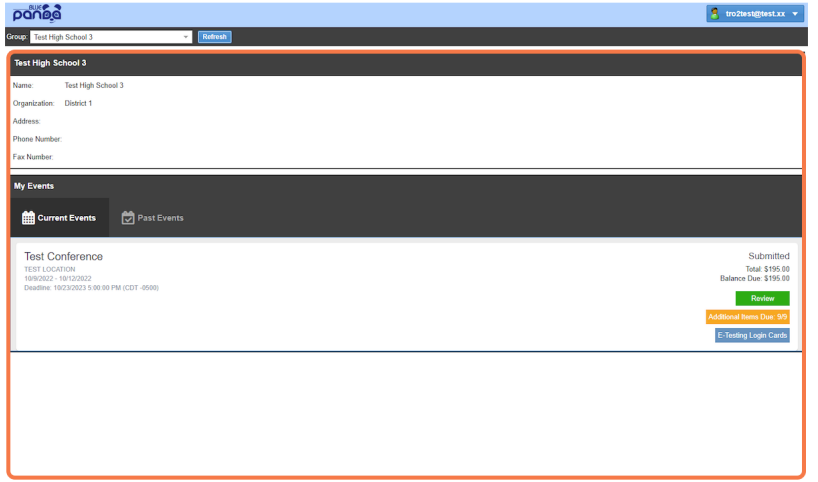 BLUE
panda
tro2test@test.xx
Group: Test High School 3 Refresh
Test High School 3
Name: Test High School 3
Organization: District 1
Address:
Phone Number:
Fax Number:
My Events
Current Events Past Events
Test Conference Submitted
TEST LOCATION Total: $195.00
10/9/2022 - 10/12/2022 Balance Due: $195.00
Deadline: 10/23/2023 5:00:00 PM (CDT -0500)
Review
Additional Items Due: 9/9
E-Testing Login Cards